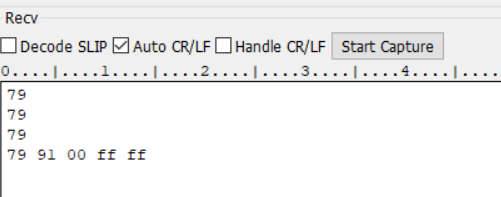 Recv
Decode SLIP Auto CR/LF Handle CR/LF Start Capture
0....|....1....|....2....|....3....|....4....|....
79
79
79
79 91 00 ff ff